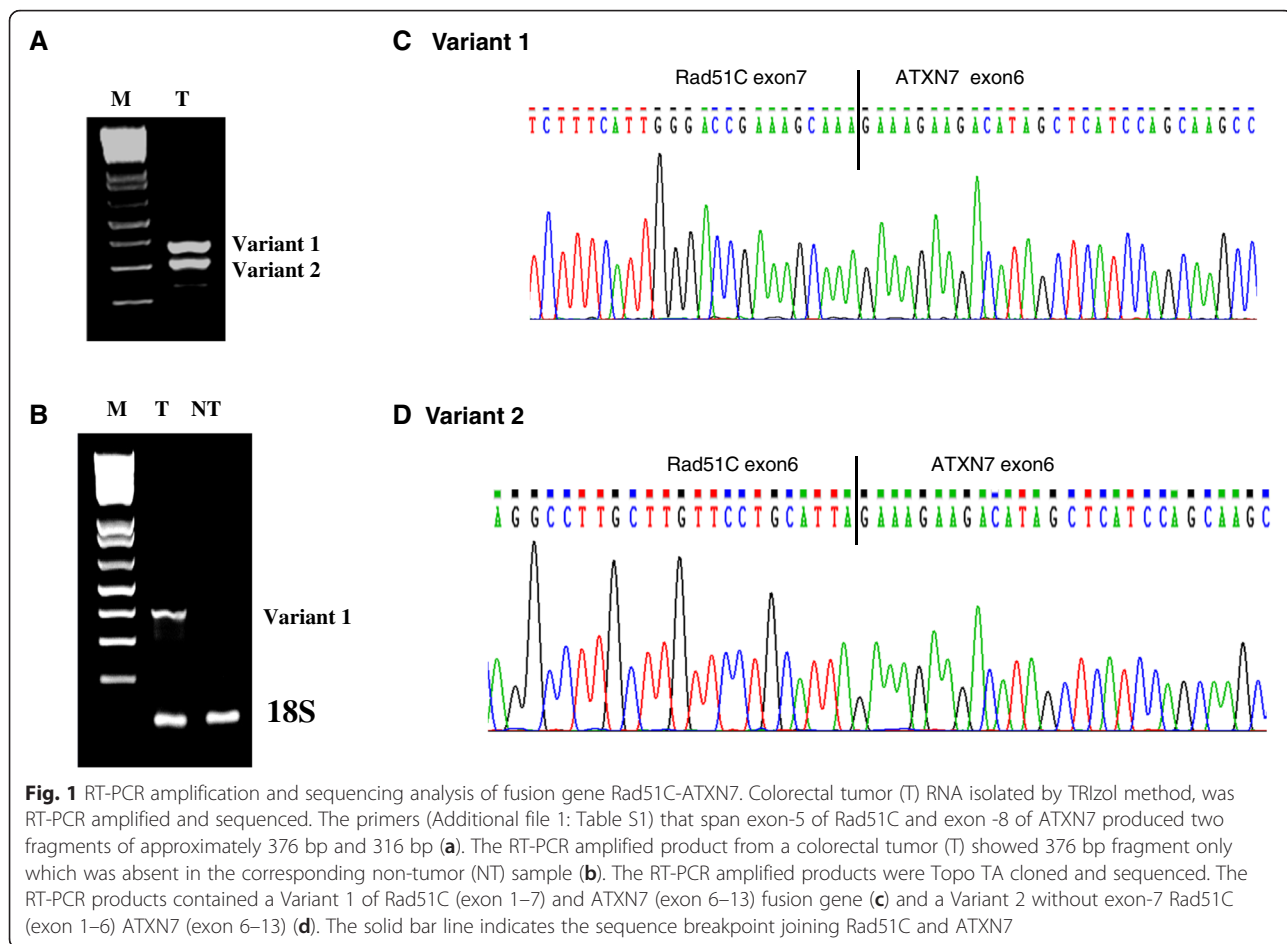 A
M T
Variant 1
Variant 2
C Variant 1
Rad51C exon7 ATXN7 exon6
TCTTTCATTGGGACCGAAAGCAAAGAAAGAAGACATAGCTCATCCAGCAAGCC
B
M T NT
Variant 1
18S
D Variant 2
Rad51C exon6 ATXN7 exon6
AGGCCTTGCTTGTTCCTGCATTAGAAAGAAGACATAGCTCATCCAGCAAGC
Fig. 1 RT-PCR amplification and sequencing analysis of fusion gene Rad51C-ATXN7. Colorectal tumor (T) RNA isolated by TRIzol method, was
RT-PCR amplified and sequenced. The primers (Additional file 1: Table S1) that span exon-5 of Rad51C and exon -8 of ATXN7 produced two
fragments of approximately 376 bp and 316 bp (a). The RT-PCR amplified product from a colorectal tumor (T) showed 376 bp fragment only
which was absent in the corresponding non-tumor (NT) sample (b). The RT-PCR amplified products were Topo TA cloned and sequenced. The
RT-PCR products contained a Variant 1 of Rad51C (exon 1–7) and ATXN7 (exon 6–13) fusion gene (c) and a Variant 2 without exon-7 Rad51C
(exon 1–6) ATXN7 (exon 6–13) (d). The solid bar line indicates the sequence breakpoint joining Rad51C and ATXN7